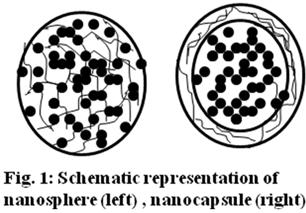 Fig. 1: Schematic representation of
nanosphere (left) , nanocapsule (right)